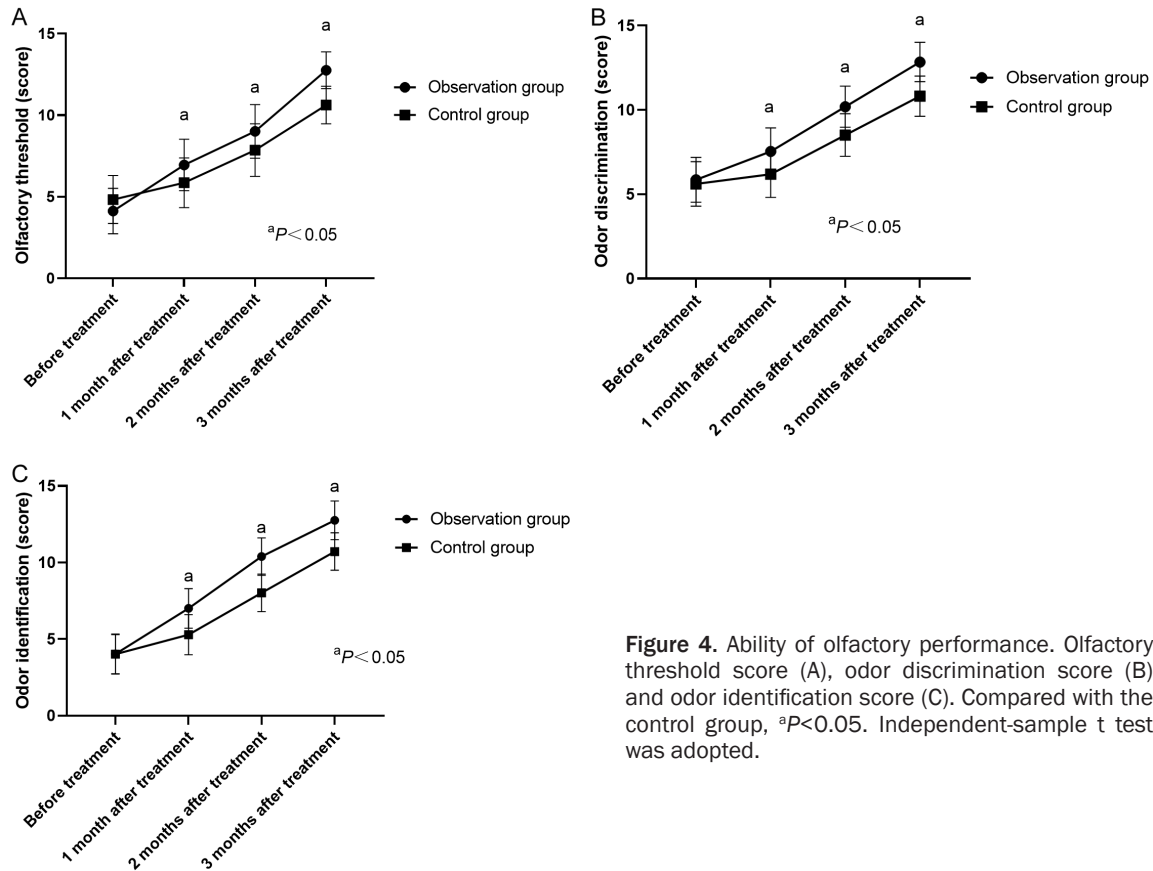 A
Olfactory threshold (score)
15
10
5
0
a
a
a
Observation group
Control group
aP＜0.05
Before treatment
1 month after treatment
2 months after treatment
3 months after treatment
B
Odor discrimination (score)
15
10
5
0
a
a
a
Observation group
Control group
aP＜0.05
Before treatment
1 month after treatment
2 months after treatment
3 months after treatment
C
Odor identification (score)
15
10
5
0
a
a
a
Observation group
Control group
aP＜0.05
Before treatment
1 month after treatment
2 months after treatment
3 months after treatment
Figure 4. Ability of olfactory performance. Olfactory
threshold score (A), odor discrimination score (B)
and odor identification score (C). Compared with the
control group, aP<0.05. Independent-sample t test
was adopted.